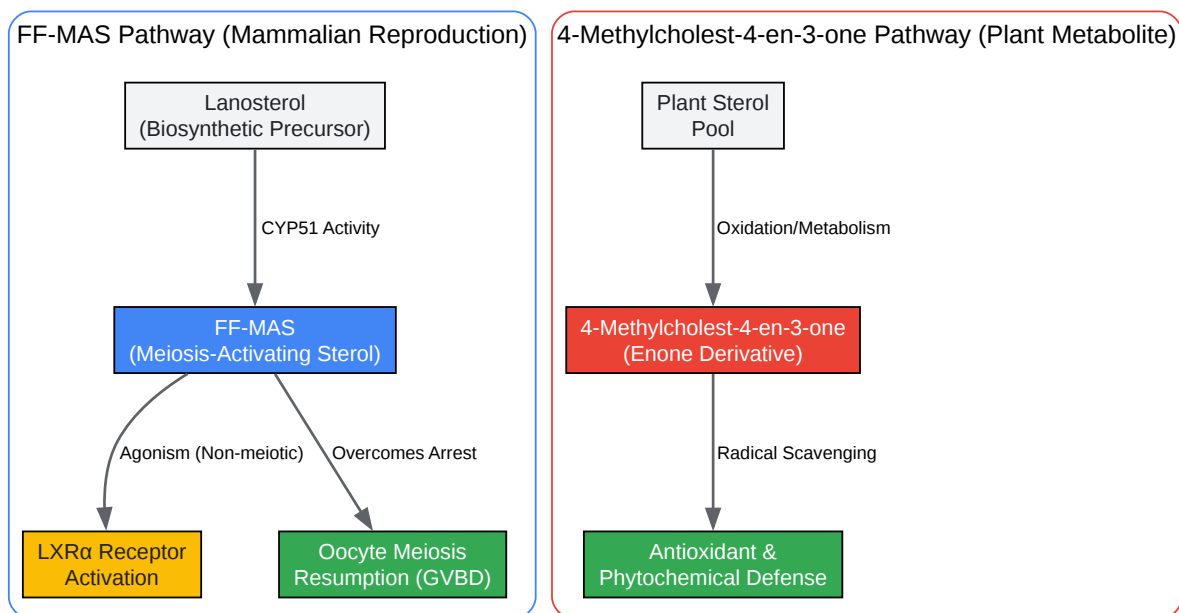 FF-MAS Pathway (Mammalian Reproduction)
Lanosterol
(Biosynthetic Precursor)
CYP51 Activity
FF-MAS
(Meiosis-Activating Sterol)
Agonism (Non-meiotic)
Overcomes Arrest
LXRα Receptor
Activation
Oocyte Meiosis
Resumption (GVBD)
4-Methylcholest-4-en-3-one Pathway (Plant Metabolite)
Plant Sterol
Pool
Oxidation/Metabolism
4-Methylcholest-4-en-3-one
(Enone Derivative)
Radical Scavenging
Antioxidant &
Phytochemical Defense